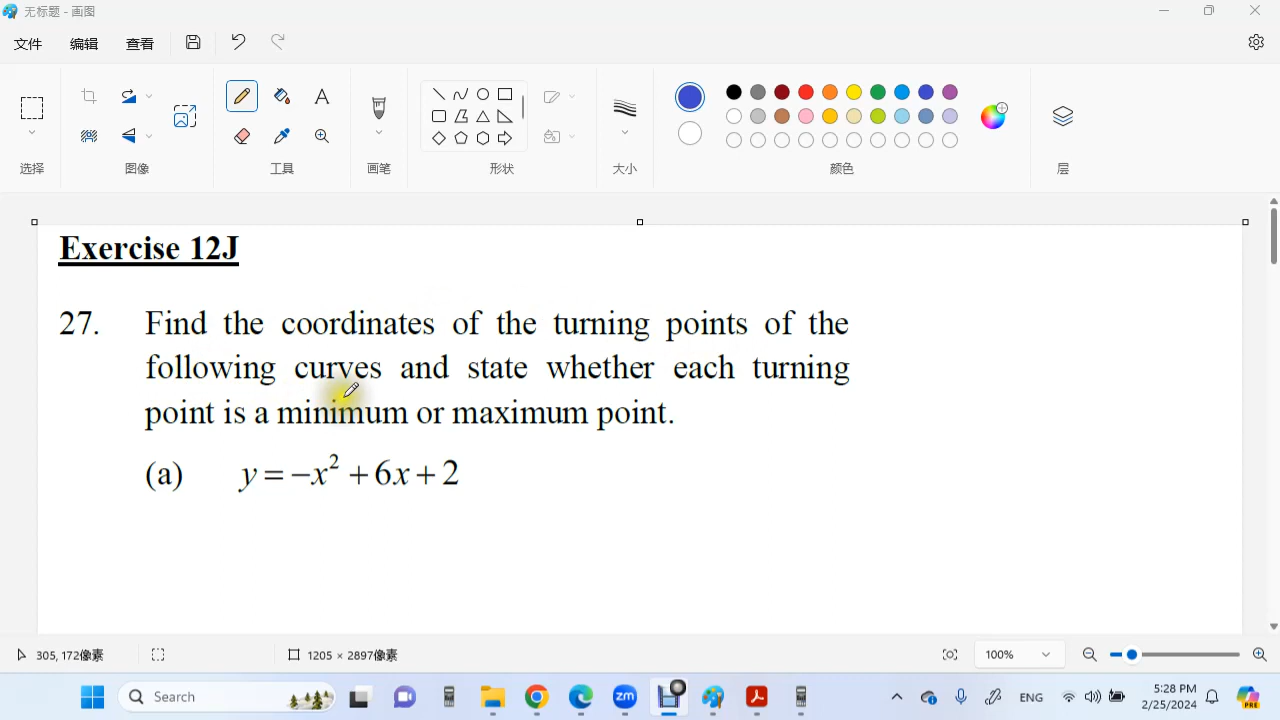 无标题 - 画图
文件 编辑 查看
选择 图像 工具 画笔 形状 大小 颜色 层
Exercise 12J
27. Find the coordinates of the turning points of the
following curves and state whether each turning
point is a minimum or maximum point.
(a) y = −x² + 6x + 2
305, 172像素 1205 × 2897像素 100%
Search zm PRE ENG 5:28 PM
2/25/2024